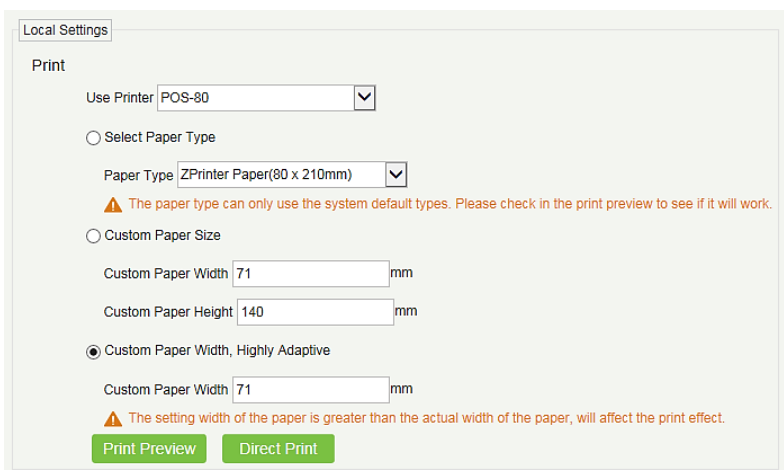 Local Settings
Print
Use Printer POS-80
Select Paper Type
Paper Type ZPrinter Paper(80 x 210mm)
The paper type can only use the system default types. Please check in the print preview to see if it will work.
Custom Paper Size
Custom Paper Width 71 mm
Custom Paper Height 140 mm
Custom Paper Width, Highly Adaptive
Custom Paper Width 71 mm
The setting width of the paper is greater than the actual width of the paper, will affect the print effect.
Print Preview Direct Print